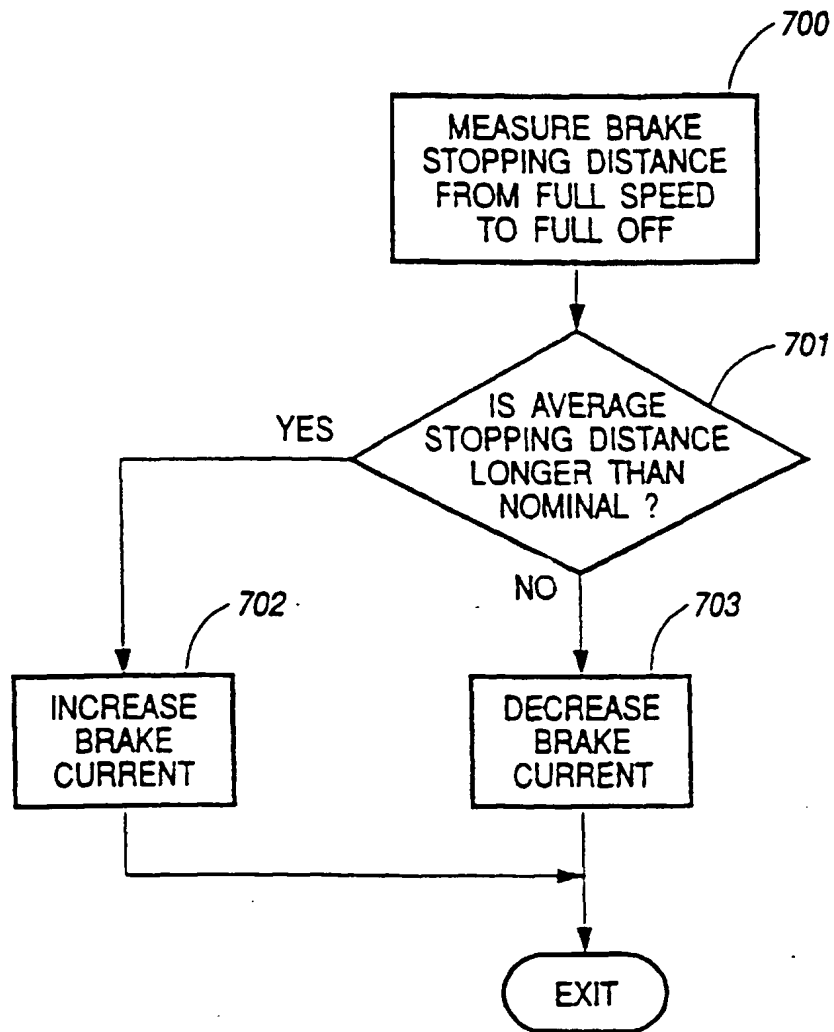 700
MEASURE BRAKE
STOPPING DISTANCE
FROM FULL SPEED
TO FULL OFF
701
IS AVERAGE
STOPPING DISTANCE
LONGER THAN
NOMINAL ?
YES
NO
702
703
INCREASE
BRAKE
CURRENT
DECREASE
BRAKE
CURRENT
EXIT